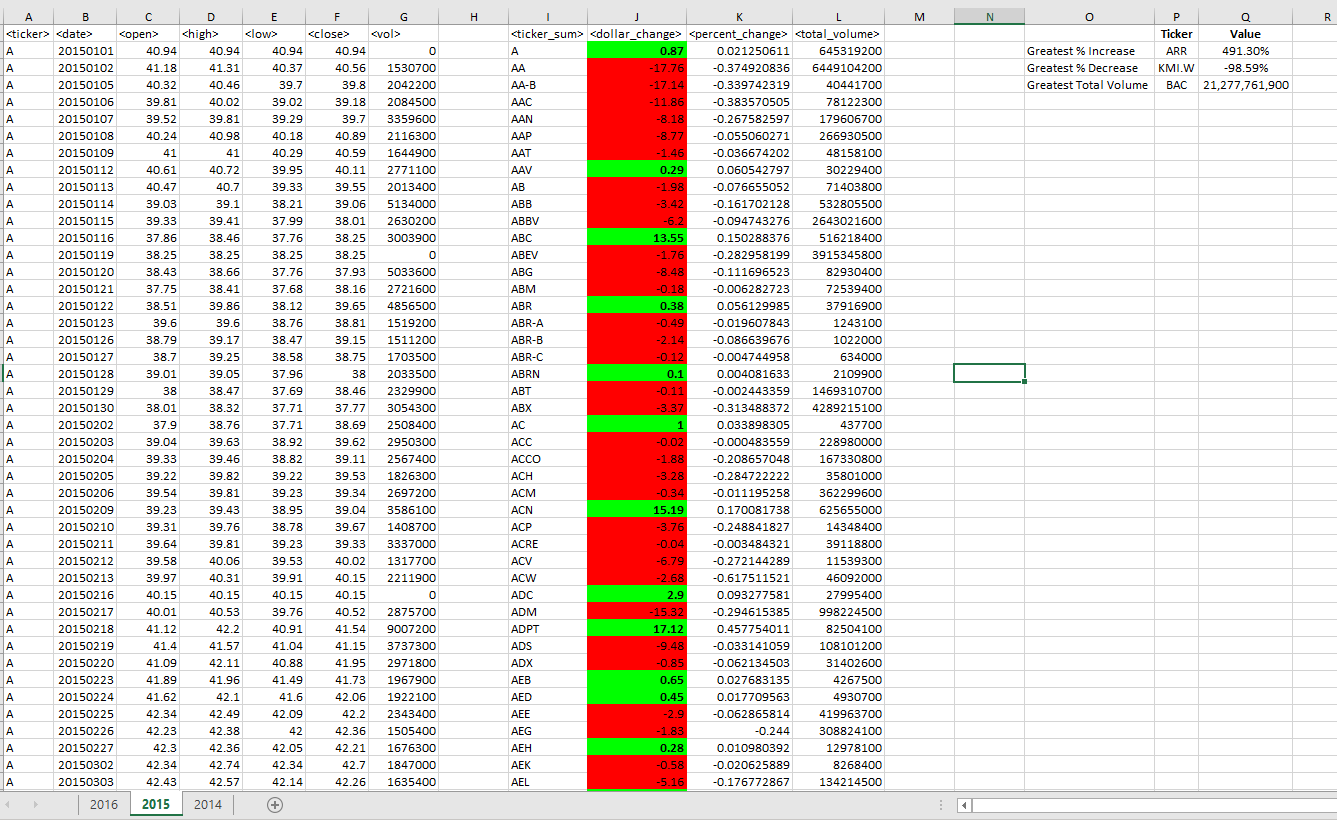 A B C D E F G H I J K L M N O P Q R
<ticker> <date> <open> <high> <low> <close> <vol> <ticker_sum> <dollar_change> <percent_change> <total_volume> Ticker Value
A 20150101 40.94 40.94 40.94 40.94 0 A 0.87 0.021250611 645319200 Greatest % Increase ARR 491.30%
A 20150102 41.18 41.31 40.37 40.56 1530700 AA -17.76 -0.374920836 6449104200 Greatest % Decrease KMI.W -98.59%
A 20150105 40.32 40.46 39.7 39.8 2042200 AA-B -17.14 -0.339742319 40441700 Greatest Total Volume BAC 21,277,761,900
A 20150106 39.81 40.02 39.02 39.18 2084500 AAC -11.86 -0.383570505 78122300
A 20150107 39.52 39.81 39.29 39.7 3359600 AAN -8.18 -0.267582597 179606700
A 20150108 40.24 40.98 40.18 40.89 2116300 AAP -8.77 -0.055060271 266930500
A 20150109 41 41 40.29 40.59 1644900 AAT -1.46 -0.036674202 48158100
A 20150112 40.61 40.72 39.95 40.11 2771100 AAV 0.29 0.060542797 30229400
A 20150113 40.47 40.7 39.33 39.55 2013400 AB -1.98 -0.076655052 71403800
A 20150114 39.03 39.1 38.21 39.06 5134000 ABB -3.42 -0.161702128 532805500
A 20150115 39.33 39.41 37.99 38.01 2630200 ABBV -6.2 -0.094743276 2643021600
A 20150116 37.86 38.46 37.76 38.25 3003900 ABC 13.55 0.150288376 516218400
A 20150119 38.25 38.25 38.25 38.25 0 ABEV -1.76 -0.282958199 3915345800
A 20150120 38.43 38.66 37.76 37.93 5033600 ABG -8.48 -0.111696523 82930400
A 20150121 37.75 38.41 37.68 38.16 2721600 ABM -0.18 -0.006282723 72539400
A 20150122 38.51 39.86 38.12 39.65 4856500 ABR 0.38 0.056129985 37916900
A 20150123 39.6 39.6 38.76 38.81 1519200 ABR-A -0.49 -0.019607843 1243100
A 20150126 38.79 39.17 38.47 39.15 1511200 ABR-B -2.14 -0.086639676 1022000
A 20150127 38.7 39.25 38.58 38.75 1703500 ABR-C -0.12 -0.004744958 634000
A 20150128 39.01 39.05 37.96 38 2033500 ABRN 0.1 0.004081633 2109900
A 20150129 38 38.47 37.69 38.46 2329900 ABT -0.11 -0.002443359 1469310700
A 20150130 38.01 38.32 37.71 37.77 3054300 ABX -3.37 -0.313488372 4289215100
A 20150202 37.9 38.76 37.71 38.69 2508400 AC 1 0.033898305 437700
A 20150203 39.04 39.63 38.92 39.62 2950300 ACC -0.02 -0.000483559 228980000
A 20150204 39.33 39.46 38.82 39.11 2567400 ACCO -1.88 -0.208657048 167330800
A 20150205 39.22 39.82 39.22 39.53 1826300 ACH -3.28 -0.284722222 35801000
A 20150206 39.54 39.81 39.23 39.34 2697200 ACM -0.34 -0.011195258 362299600
A 20150209 39.23 39.43 38.95 39.04 3586100 ACN 15.19 0.170081738 625655000
A 20150210 39.31 39.76 38.78 39.67 1408700 ACP -3.76 -0.248841827 14348400
A 20150211 39.64 39.81 39.23 39.33 3337000 ACRE -0.04 -0.003484321 39118800
A 20150212 39.58 40.06 39.53 40.02 1317700 ACV -6.79 -0.272144289 11539300
A 20150213 39.97 40.31 39.91 40.15 2211900 ACW -2.68 -0.617511521 46092000
A 20150216 40.15 40.15 40.15 40.15 0 ADC 2.9 0.093277581 27995400
A 20150217 40.01 40.53 39.76 40.52 2875700 ADM -15.32 -0.294615385 998224500
A 20150218 41.12 42.2 40.91 41.54 9007200 ADPT 17.12 0.457754011 82504100
A 20150219 41.4 41.57 41.04 41.15 3737300 ADS -9.48 -0.033141059 108101200
A 20150220 41.09 42.11 40.88 41.95 2971800 ADX -0.85 -0.062134503 31402600
A 20150223 41.89 41.96 41.49 41.73 1967900 AEB 0.65 0.027683135 4267500
A 20150224 41.62 42.1 41.6 42.06 1922100 AED 0.45 0.017709563 4930700
A 20150225 42.34 42.49 42.09 42.2 2343400 AEE -2.9 -0.062865814 419963700
A 20150226 42.23 42.38 42 42.36 1505400 AEG -1.83 -0.244 308824100
A 20150227 42.3 42.36 42.05 42.21 1676300 AEH 0.28 0.010980392 12978100
A 20150302 42.34 42.74 42.34 42.7 1847000 AEK -0.58 -0.020625889 8268400
A 20150303 42.43 42.57 42.14 42.26 1635400 AEL -5.16 -0.176772867 134214500
2016 2015 2014